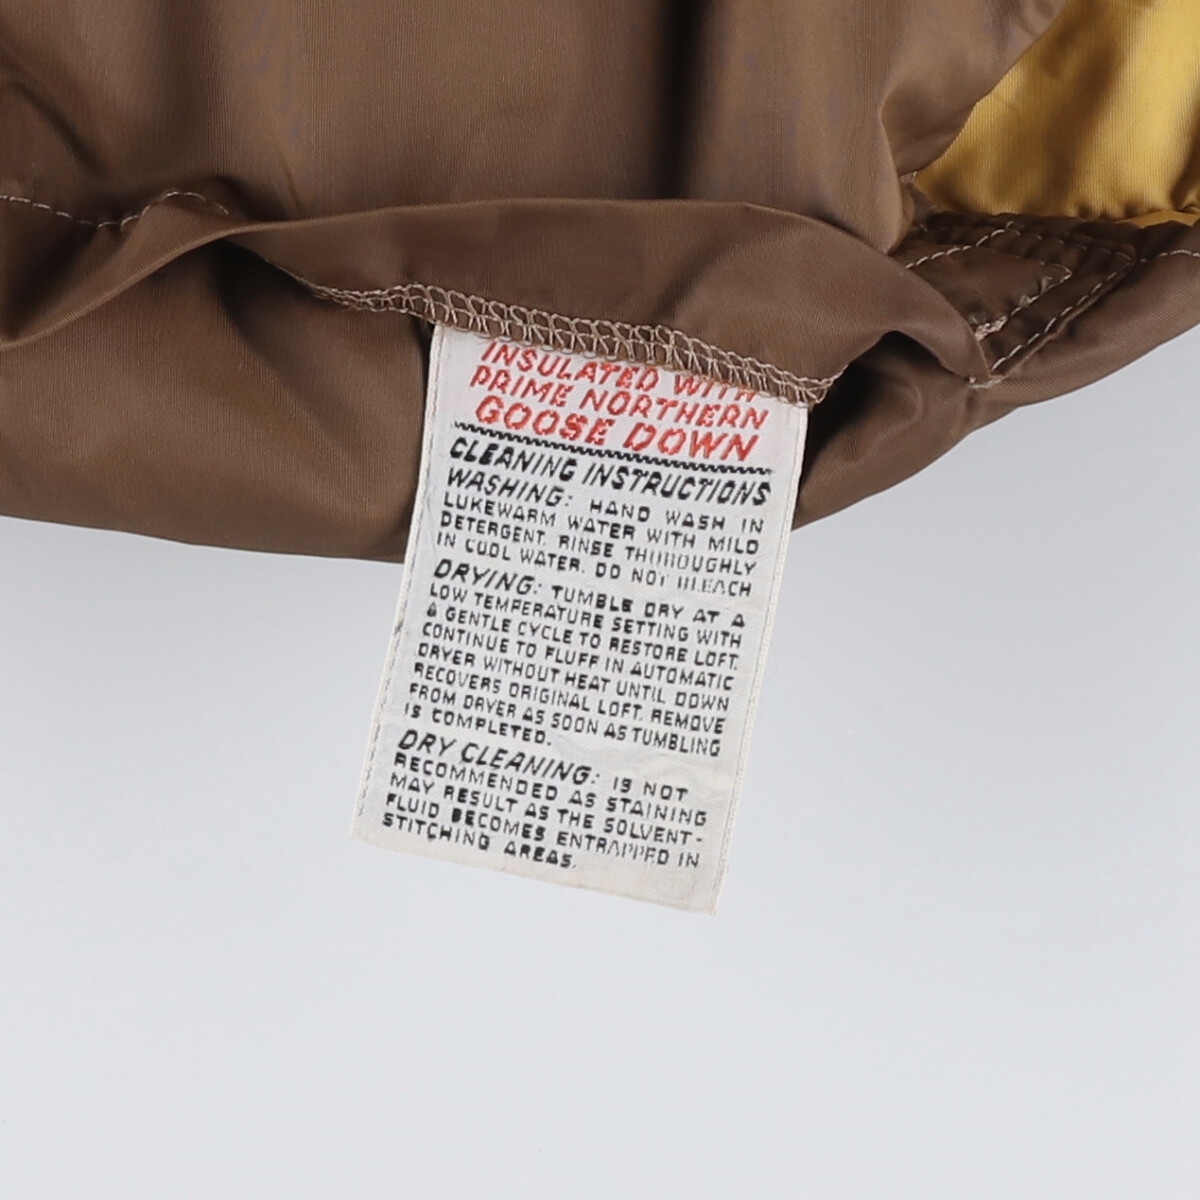 INSULATED WITH
PRIME NORTHERN
GOOSE DOWN
CLEANING INSTRUCTIONS
WASHING: HAND WASH IN
LUKEWARM WATER WITH MILD
DETERGENT. RINSE THOROUGHLY
IN COOL WATER. DO NOT BLEACH
DRYING: TUMBLE DRY AT A
LOW TEMPERATURE SETTING WITH
A GENTLE CYCLE TO RESTORE LOFT.
CONTINUE TO FLUFF IN AUTOMATIC
DRYER WITHOUT HEAT UNTIL DOWN
RECOVERS ORIGINAL LOFT. REMOVE
FROM DRYER AS SOON AS TUMBLING
IS COMPLETED.
DRY CLEANING: IS NOT
RECOMMENDED AS STAINING
MAY RESULT AS THE SOLVENT-
FLUID BECOMES ENTRAPPED IN
STITCHING AREAS.